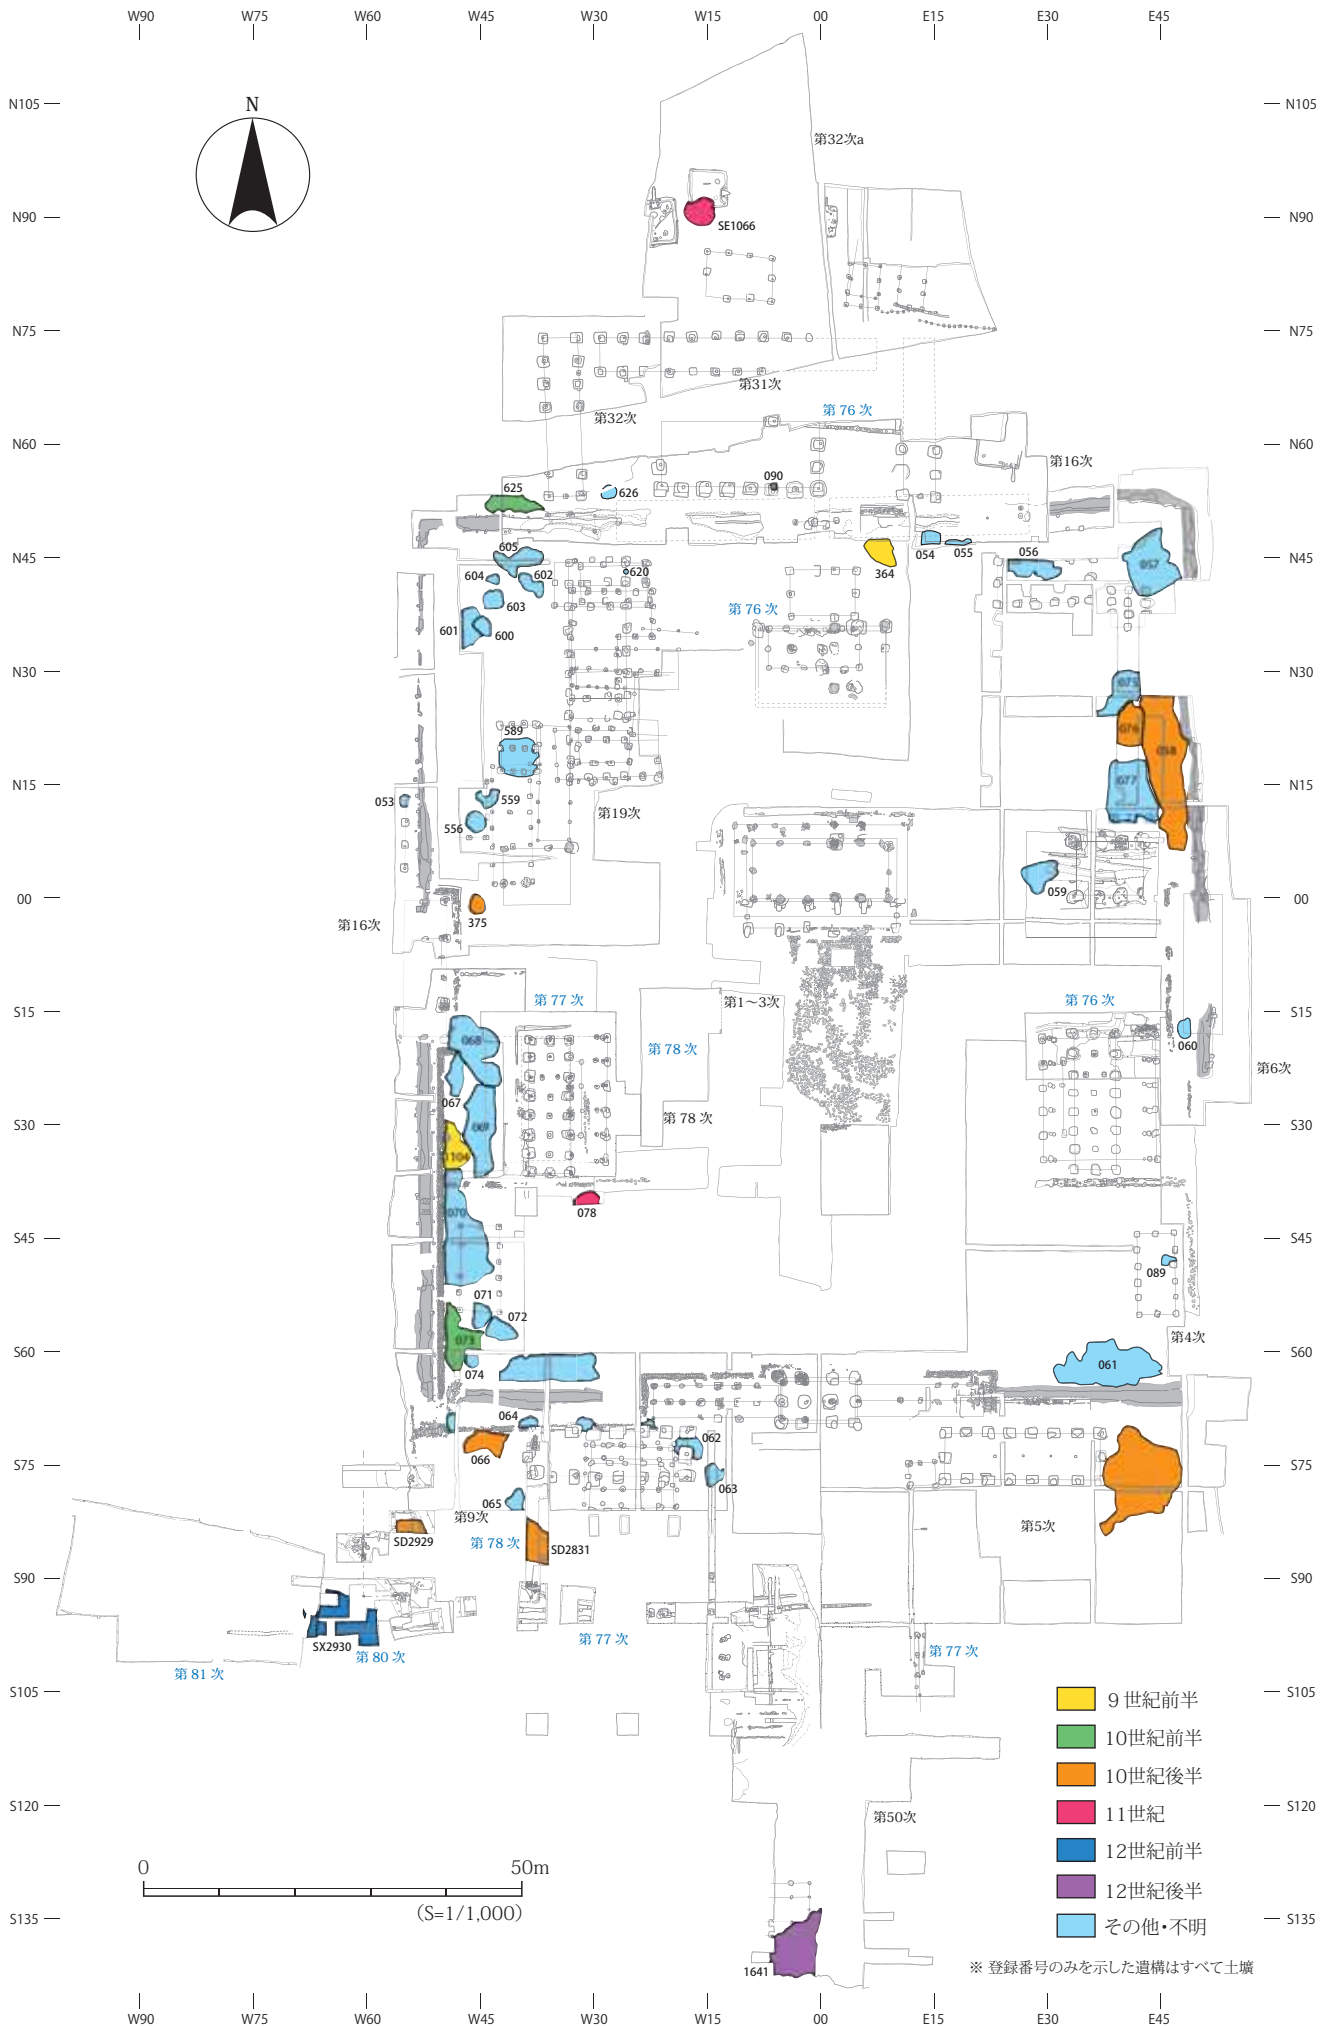 W90 W75 W60 W45 W30 W15 00 E15 E30 E45
N105 N105
N
第32次a
N90 N90
SE1066
N75 N75
第31次
第32次
第 76 次
N60 N60
第16次
090
625
626
605
N45 N45
054 055 056 057
364
604 602 620
603
第 76 次
601 600
N30 N30
075
076
058
589
077
N15 N15
053 559
第19次
556
059
00 00
375
第16次
第 77 次
第1〜3次
第 76 次
S15 S15
068
第 78 次
060
第6次
067
第 78 次
069
S30 S30
1104
078
070
S45 S45
089
071
072
第4次
073
S60 S60
074
061
064
062
066
S75 S75
063
065
第9次
第5次
SD2929
第 78 次
SD2831
S90 S90
SX2930
第 77 次
第 80 次
第 77 次
第 81 次
S105 S105
9 世紀前半
10世紀前半
10世紀後半
11世紀
S120 S120
第50次
12世紀前半
0 50m
12世紀後半
(S=1/1,000)
S135 S135
その他・不明
1641
※ 登録番号のみを示した遺構はすべて土壙
W90 W75 W60 W45 W30 W15 00 E15 E30 E45